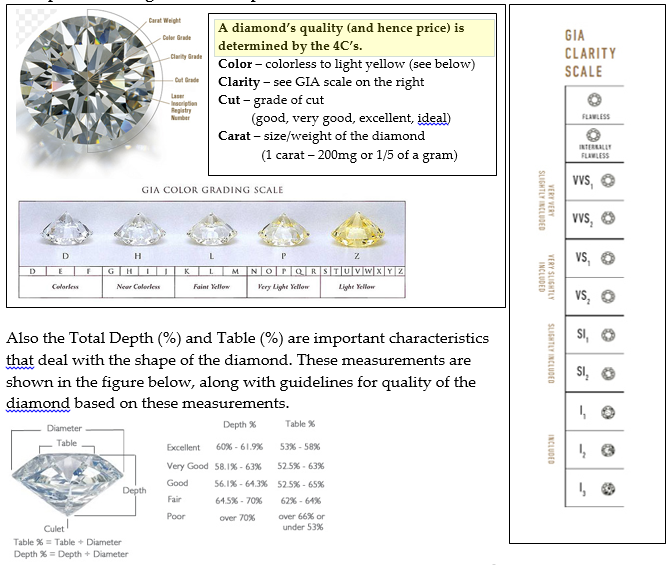 Carat Weight
Color Grade
Clarity Grade
Cut Grade
Laser
Inscription
Registry
Number
A diamond's quality (and hence price) is
determined by the 4C's.
Color – colorless to light yellow (see below)
Clarity – see GIA scale on the right
Cut – grade of cut
(good, very good, excellent, ideal)
Carat – size/weight of the diamond
(1 carat – 200mg or 1/5 of a gram)
GIA COLOR GRADING SCALE
D H L P Z
D E F G H I J K L M N O P Q R S T U V W X Y Z
Colorless Near Colorless Faint Yellow Very Light Yellow Light Yellow
GIA
CLARITY
SCALE
FLAWLESS
INTERNALLY
FLAWLESS
VERY VERY
SLIGHTLY INCLUDED
VVS₁
VVS₂
VERY SLIGHTLY
INCLUDED
VS₁
VS₂
SLIGHTLY INCLUDED
SI₁
SI₂
INCLUDED
I₁
I₂
I₃
Also the Total Depth (%) and Table (%) are important characteristics
that deal with the shape of the diamond. These measurements are
shown in the figure below, along with guidelines for quality of the
diamond based on these measurements.
Diameter
Table
Depth
Culet
Table % = Table ÷ Diameter
Depth % = Depth ÷ Diameter
Depth % Table %
Excellent 60% - 61.9% 53% - 58%
Very Good 58.1% - 63% 52.5% - 63%
Good 56.1% - 64.3% 52.5% - 65%
Fair 64.5% - 70% 62% - 64%
Poor over 70% over 66% or
under 53%